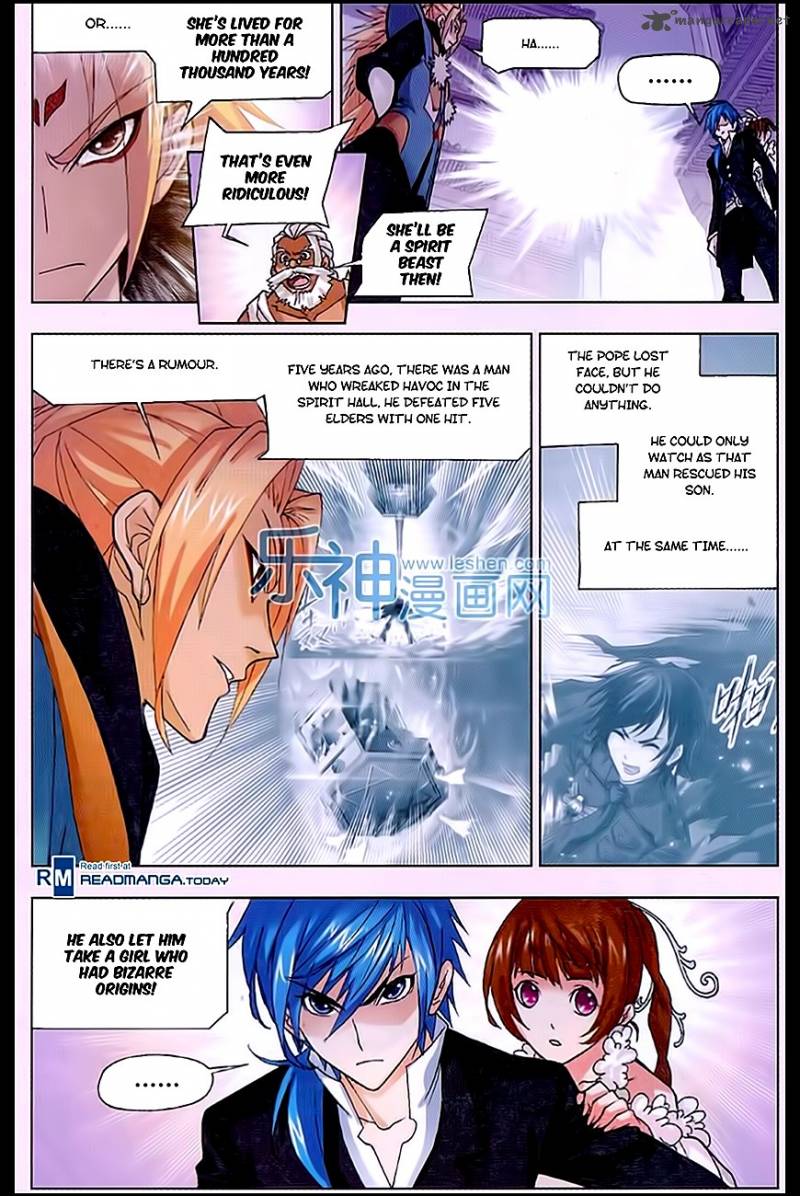 OR......
SHE'S LIVED FOR
MORE THAN A
HUNDRED
THOUSAND YEARS!
THAT'S EVEN
MORE
RIDICULOUS!
SHE'LL BE
A SPIRIT
BEAST
THEN!
HA......
......
THERE'S A RUMOUR.
FIVE YEARS AGO, THERE WAS A MAN
WHO WREAKED HAVOC IN THE
SPIRIT HALL, HE DEFEATED FIVE
ELDERS WITH ONE HIT.
THE POPE LOST
FACE, BUT HE
COULDN'T DO
ANYTHING.
HE COULD ONLY
WATCH AS THAT
MAN RESCUED HIS
SON.
AT THE SAME TIME......
乐神漫画网
www.leshen.com
RM
Read first at
READMANGA.TODAY
HE ALSO LET HIM
TAKE A GIRL WHO
HAD BIZARRE
ORIGINS!
......